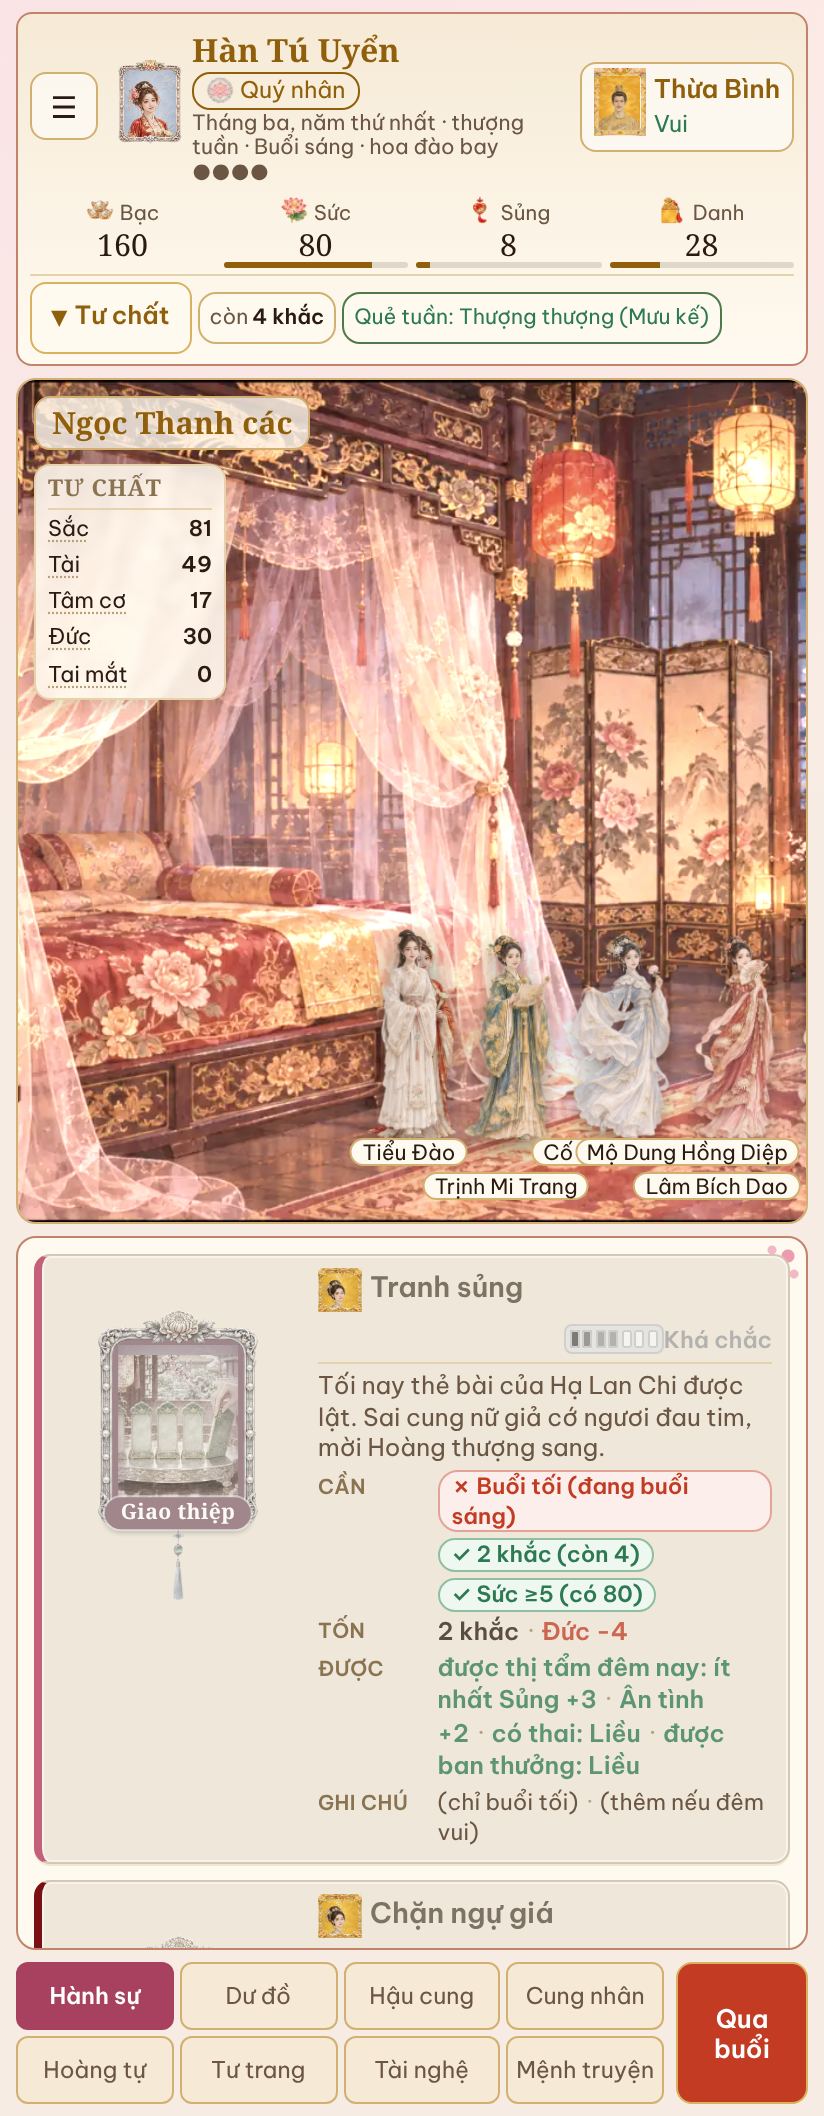 ☰
Hàn Tú Uyển
Quý nhân
Tháng ba, năm thứ nhất · thượng
tuần · Buổi sáng · hoa đào bay
●●●●
Thừa Bình
Vui
Bạc
160
Sức
80
Sủng
8
Danh
28
▼ Tư chất
còn 4 khắc
Quẻ tuần: Thượng thượng (Mưu kế)
Ngọc Thanh các
TƯ CHẤT
Sắc 81
Tài 49
Tâm cơ 17
Đức 30
Tai mắt 0
Tiểu Đào
Cố
Mộ Dung Hồng Diệp
Trịnh Mi Trang
Lâm Bích Dao
Tranh sủng
Khá chắc
Giao thiệp
Tối nay thẻ bài của Hạ Lan Chi được
lật. Sai cung nữ giả cớ ngươi đau tim,
mời Hoàng thượng sang.
CẦN
× Buổi tối (đang buổi
sáng)
✓ 2 khắc (còn 4)
✓ Sức ≥5 (có 80)
TỐN
2 khắc · Đức -4
ĐƯỢC
được thị tẩm đêm nay: ít
nhất Sủng +3 · Ân tình
+2 · có thai: Liều · được
ban thưởng: Liều
GHI CHÚ
(chỉ buổi tối) · (thêm nếu đêm
vui)
Chặn ngự giá
Hành sự
Dư đồ
Hậu cung
Cung nhân
Qua
buổi
Hoàng tự
Tư trang
Tài nghệ
Mệnh truyện